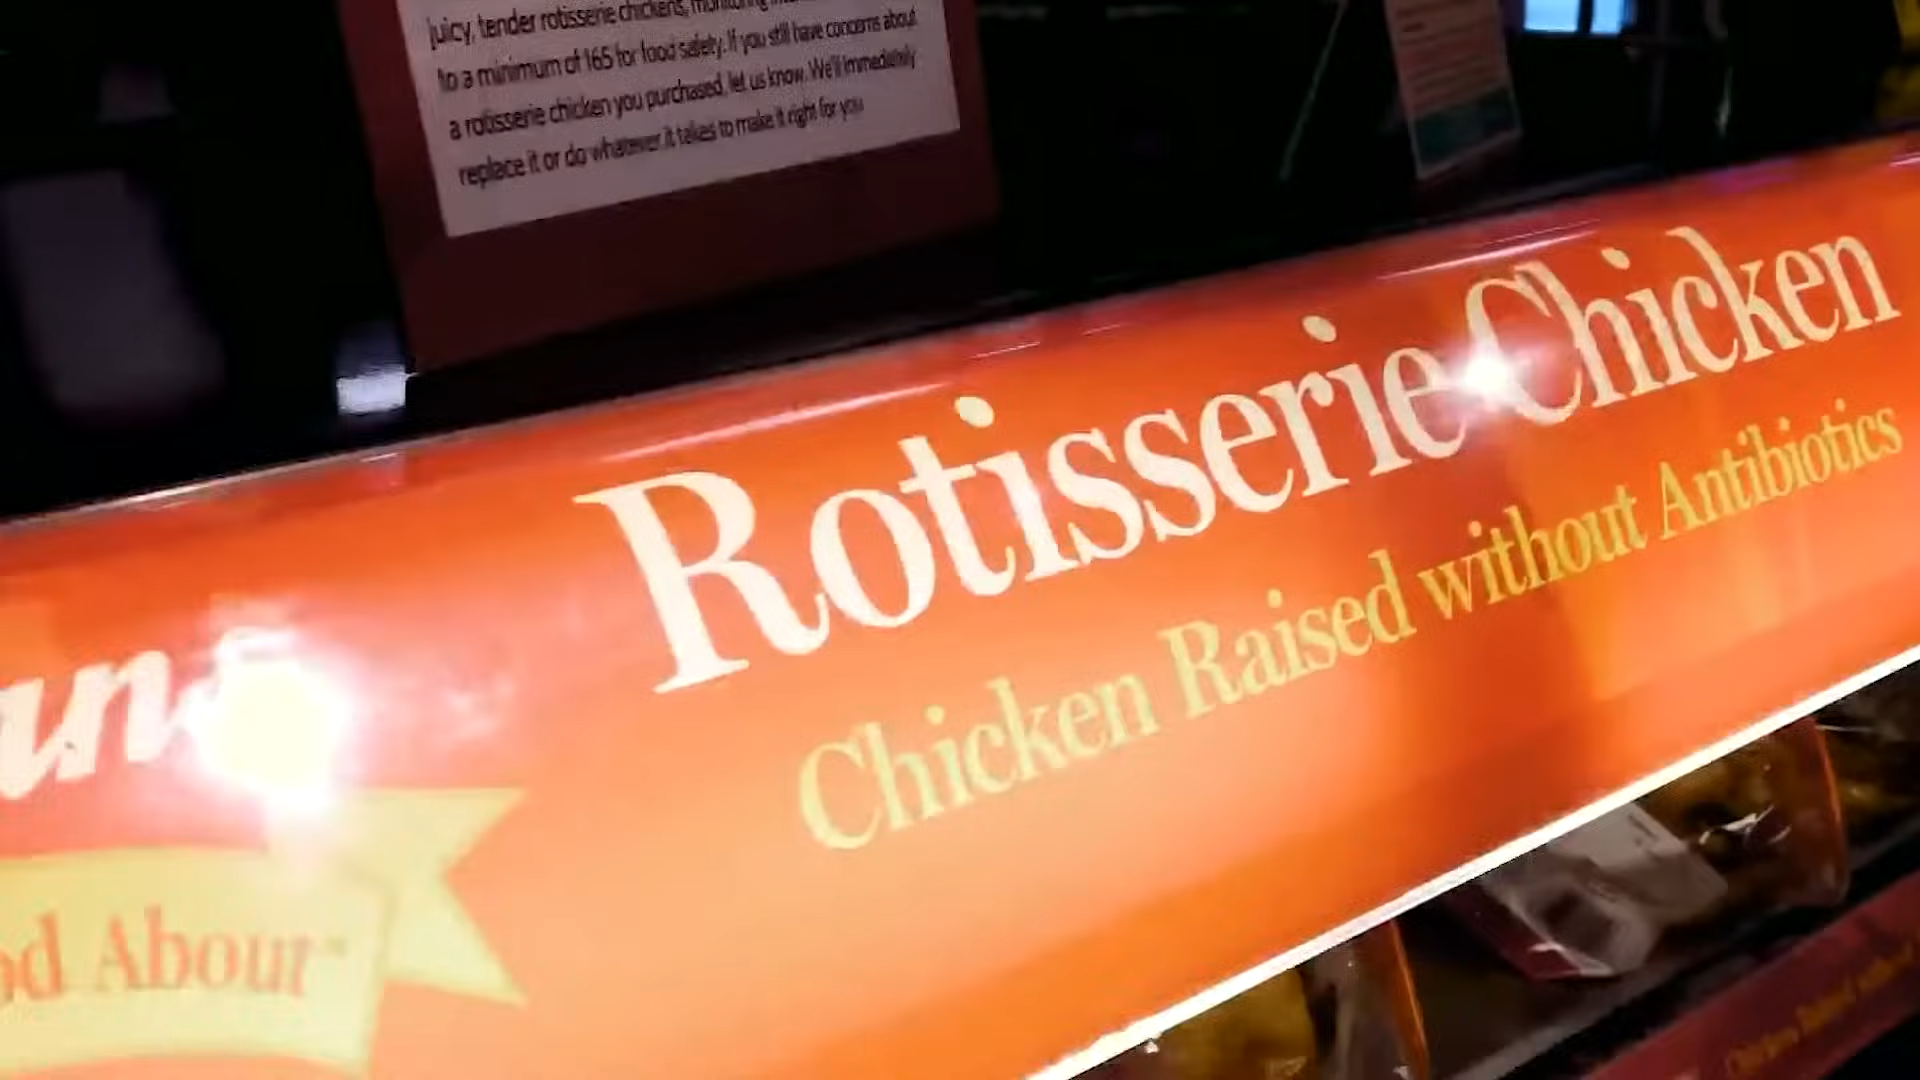 juicy, tender rotisserie chickens, monitoring
to a minimum of 165 for food safety. If you still have concerns about
a rotisserie chicken you purchased, let us know. We'll immediately
replace it or do whatever it takes to make it right for you
Rotisserie Chicken
Chicken Raised without Antibiotics
About